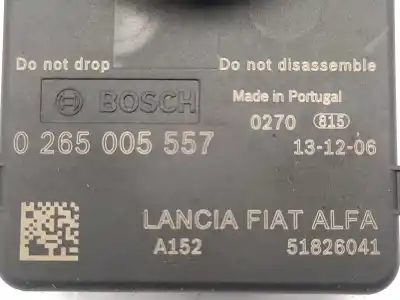 Do not drop Do not disassemble
BOSCH Made in Portugal
0 265 005 557 0270 815
13-12-06
LANCIA FIAT ALFA
A152 51826041